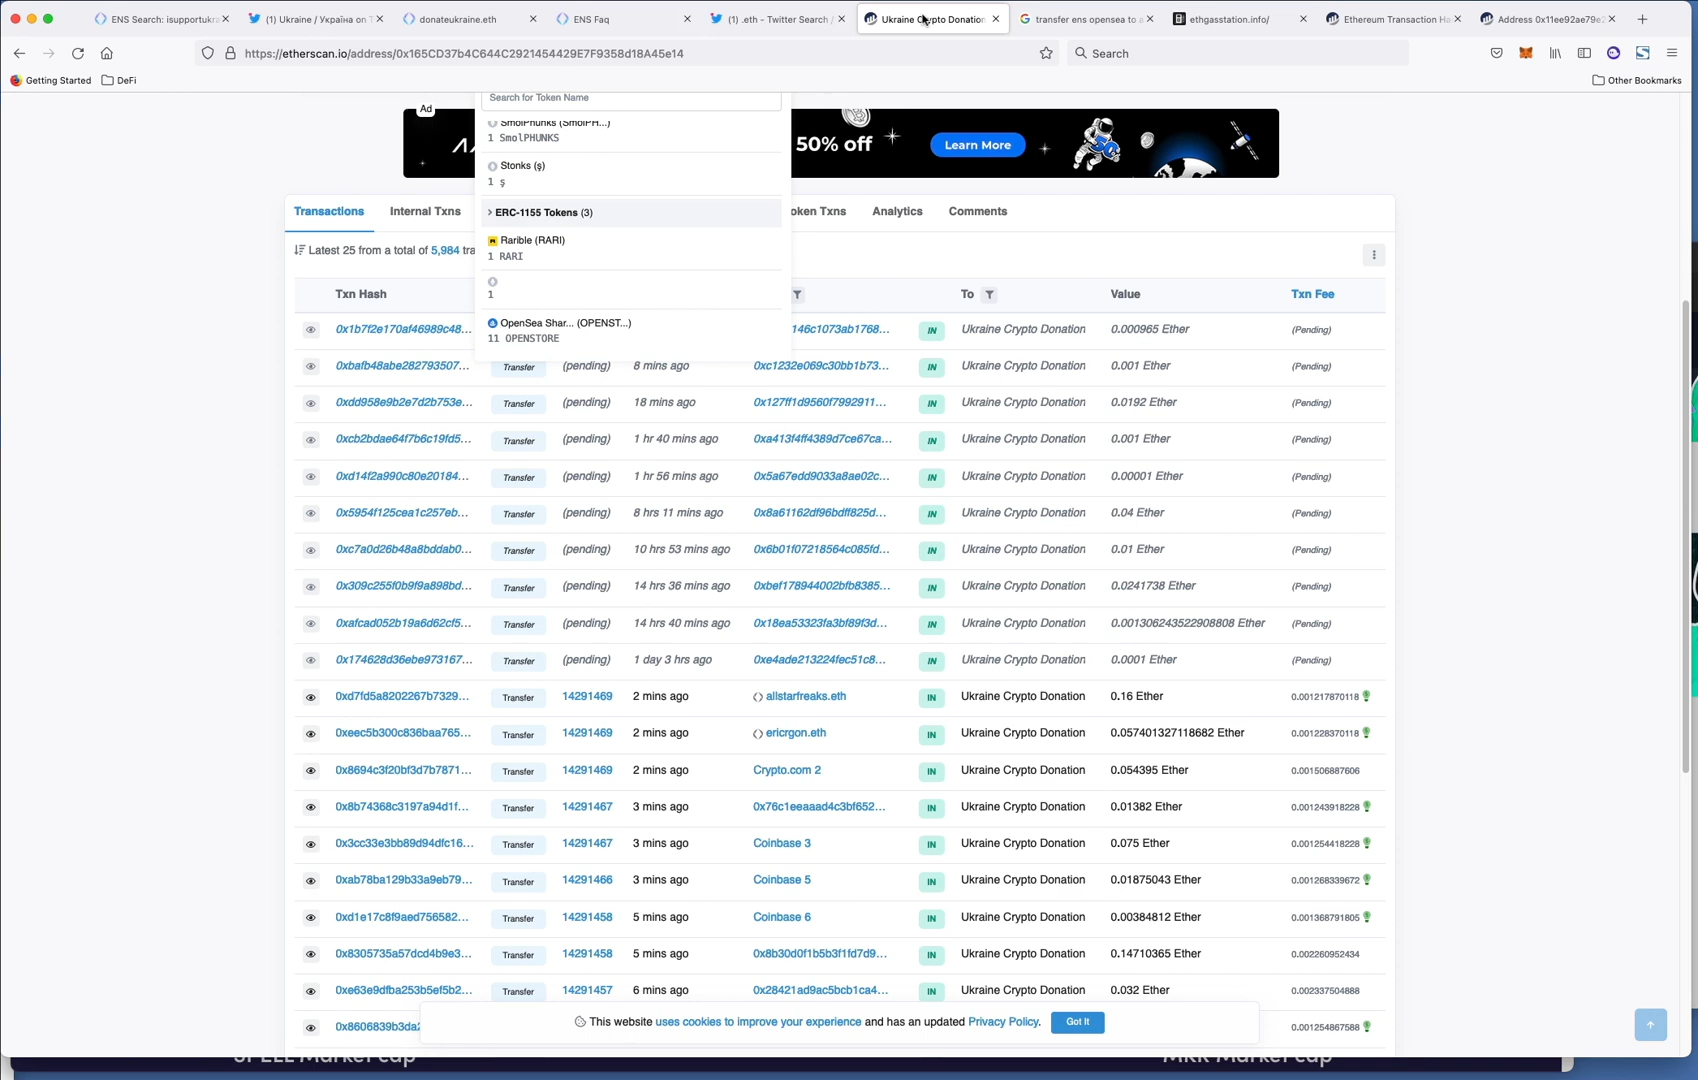 ENS Search: isupportukra
(1) Ukraine / Україна on T
donateukraine.eth
ENS Faq
(1) .eth - Twitter Search /
Ukraine Crypto Donation
transfer ens opensea to a
ethgasstation.info/
Ethereum Transaction Ha
Address 0x11ee92ae79e2
https://etherscan.io/address/0x165CD37b4C644C2921454429E7F9358d18A45e14
Search
Getting Started
DeFi
Other Bookmarks
Ad
Search for Token Name
SmolPhunks (SmolPH...)
1 SmolPHUNKS
50% off
Learn More
Stonks (ş)
1 ş
Transactions
Internal Txns
ERC-1155 Tokens (3)
oken Txns
Analytics
Comments
Rarible (RARI)
1 RARI
Latest 25 from a total of 5,984 tra
1
Txn Hash
To
Value
Txn Fee
OpenSea Shar... (OPENST...)
11 OPENSTORE
0x1b7f2e170af46989c48... 146c1073ab1768... IN Ukraine Crypto Donation 0.000965 Ether (Pending)
0xbafb48abe282793507... Transfer (pending) 8 mins ago 0xc1232e069c30bb1b73... IN Ukraine Crypto Donation 0.001 Ether (Pending)
0xdd958e9b2e7d2b753e... Transfer (pending) 18 mins ago 0x127ff1d9560f7992911... IN Ukraine Crypto Donation 0.0192 Ether (Pending)
0xcb2bdae64f7b6c19fd5... Transfer (pending) 1 hr 40 mins ago 0xa413f4ff4389d7ce67ca... IN Ukraine Crypto Donation 0.001 Ether (Pending)
0xd14f2a990c80e20184... Transfer (pending) 1 hr 56 mins ago 0x5a67edd9033a8ae02c... IN Ukraine Crypto Donation 0.00001 Ether (Pending)
0x5954f125cea1c257eb... Transfer (pending) 8 hrs 11 mins ago 0x8a61162df96bdff825d... IN Ukraine Crypto Donation 0.04 Ether (Pending)
0xc7a0d26b48a8bddab0... Transfer (pending) 10 hrs 53 mins ago 0x6b01f07218564c085fd... IN Ukraine Crypto Donation 0.01 Ether (Pending)
0x309c255f0b9f9a898bd... Transfer (pending) 14 hrs 36 mins ago 0xbef178944002bfb8385... IN Ukraine Crypto Donation 0.0241738 Ether (Pending)
0xafcad052b19a6d62cf5... Transfer (pending) 14 hrs 40 mins ago 0x18ea53323fa3bf89f3d... IN Ukraine Crypto Donation 0.001306243522908808 Ether (Pending)
0x174628d36ebe973167... Transfer (pending) 1 day 3 hrs ago 0xe4ade213224fec51c8... IN Ukraine Crypto Donation 0.0001 Ether (Pending)
0xd7fd5a8202267b7329... Transfer 14291469 2 mins ago allstarfreaks.eth IN Ukraine Crypto Donation 0.16 Ether 0.001217870118
0xeec5b300c836baa765... Transfer 14291469 2 mins ago ericrgon.eth IN Ukraine Crypto Donation 0.057401327118682 Ether 0.001228370118
0x8694c3f20bf3d7b7871... Transfer 14291469 2 mins ago Crypto.com 2 IN Ukraine Crypto Donation 0.054395 Ether 0.001506887606
0x8b74368c3197a94d1f... Transfer 14291467 3 mins ago 0x76c1eeaaad4c3bf652... IN Ukraine Crypto Donation 0.01382 Ether 0.001243918228
0x3cc33e3bb89d94dfc16... Transfer 14291467 3 mins ago Coinbase 3 IN Ukraine Crypto Donation 0.075 Ether 0.001254418228
0xab78ba129b33a9eb79... Transfer 14291466 3 mins ago Coinbase 5 IN Ukraine Crypto Donation 0.01875043 Ether 0.001268339672
0xd1e17c8f9aed756582... Transfer 14291458 5 mins ago Coinbase 6 IN Ukraine Crypto Donation 0.00384812 Ether 0.001368791805
0x8305735a57dcd4b9e3... Transfer 14291458 5 mins ago 0x8b30d0f1b5b3f1fd7d9... IN Ukraine Crypto Donation 0.14710365 Ether 0.002260952434
0xe63e9dfba253b5ef5b2... Transfer 14291457 6 mins ago 0x28421ad9ac5bcb1ca4... IN Ukraine Crypto Donation 0.032 Ether 0.002337504888
0x8606839b3da2 0.001254867588
This website uses cookies to improve your experience and has an updated Privacy Policy. Got It
SPELL Market cap
MKR Market cap